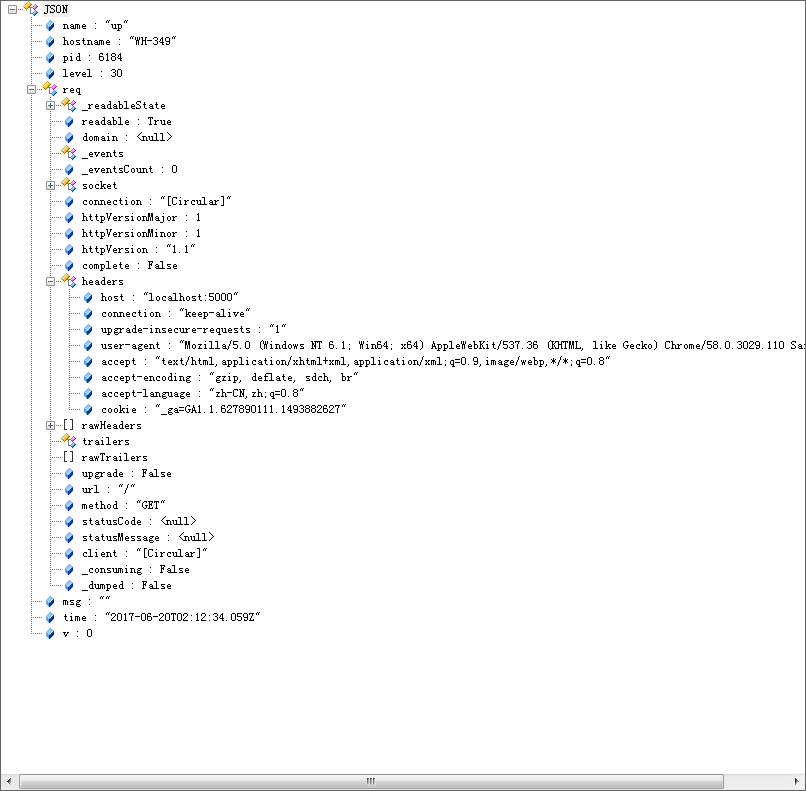 JSON
name : "up"
hostname : "WH-349"
pid : 6184
level : 30
req
_readableState
readable : True
domain : <null>
_events
_eventsCount : 0
socket
connection : "[Circular]"
httpVersionMajor : 1
httpVersionMinor : 1
httpVersion : "1.1"
complete : False
headers
host : "localhost:5000"
connection : "keep-alive"
upgrade-insecure-requests : "1"
user-agent : "Mozilla/5.0 (Windows NT 6.1; Win64; x64) AppleWebKit/537.36 (KHTML, like Gecko) Chrome/58.0.3029.110 Sa
accept : "text/html,application/xhtml+xml,application/xml;q=0.9,image/webp,*/*;q=0.8"
accept-encoding : "gzip, deflate, sdch, br"
accept-language : "zh-CN,zh;q=0.8"
cookie : "_ga=GA1.1.627890111.1493882627"
[] rawHeaders
trailers
[] rawTrailers
upgrade : False
url : "/"
method : "GET"
statusCode : <null>
statusMessage : <null>
client : "[Circular]"
_consuming : False
_dumped : False
msg : ""
time : "2017-06-20T02:12:34.059Z"
v : 0